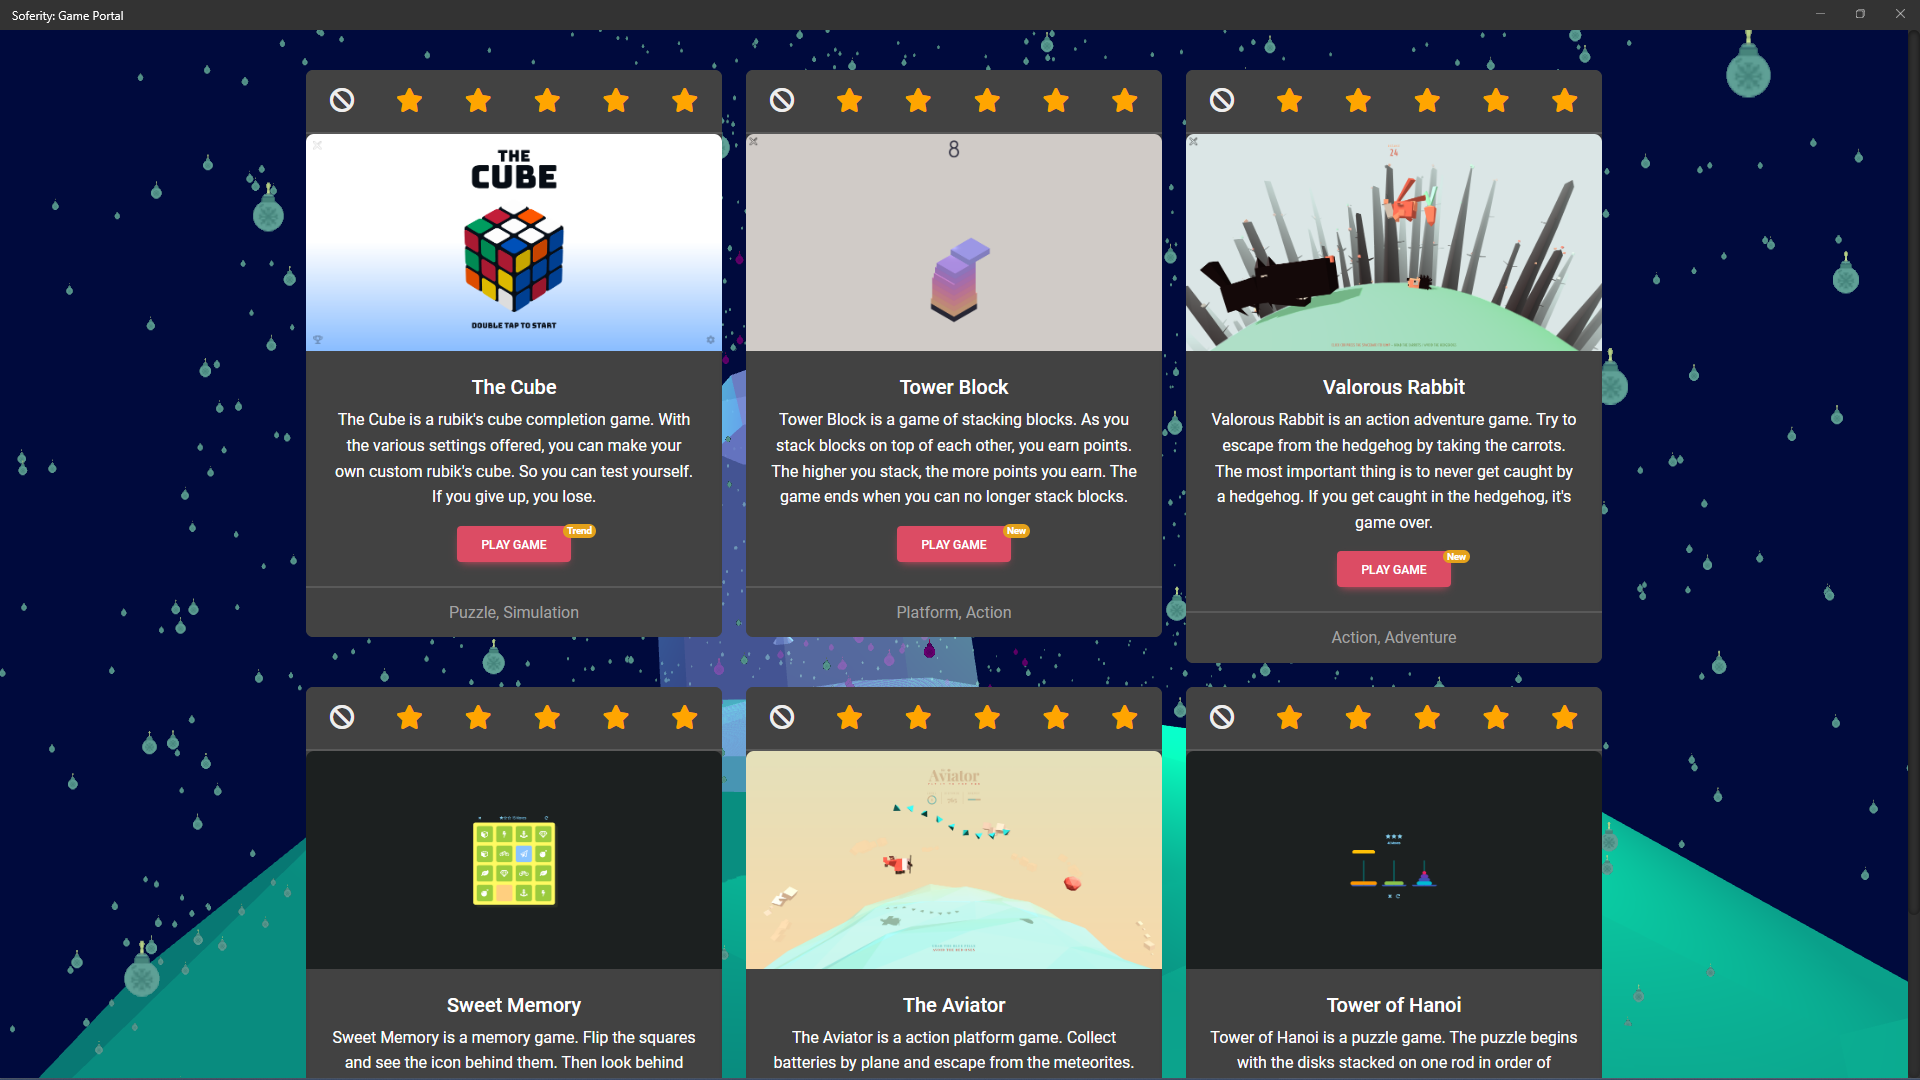 Soferity: Game Portal
THE
CUBE
DOUBLE TAP TO START
8
24
The Cube
The Cube is a rubik's cube completion game. With
the various settings offered, you can make your
own custom rubik's cube. So you can test yourself.
If you give up, you lose.
PLAY GAME
Trend
Puzzle, Simulation
Tower Block
Tower Block is a game of stacking blocks. As you
stack blocks on top of each other, you earn points.
The higher you stack, the more points you earn. The
game ends when you can no longer stack blocks.
PLAY GAME
New
Platform, Action
Valorous Rabbit
Valorous Rabbit is an action adventure game. Try to
escape from the hedgehog by taking the carrots.
The most important thing is to never get caught by
a hedgehog. If you get caught in the hedgehog, it's
game over.
PLAY GAME
New
Action, Adventure
Aviator
Sweet Memory
Sweet Memory is a memory game. Flip the squares
and see the icon behind them. Then look behind
The Aviator
The Aviator is a action platform game. Collect
batteries by plane and escape from the meteorites.
Tower of Hanoi
Tower of Hanoi is a puzzle game. The puzzle begins
with the disks stacked on one rod in order of